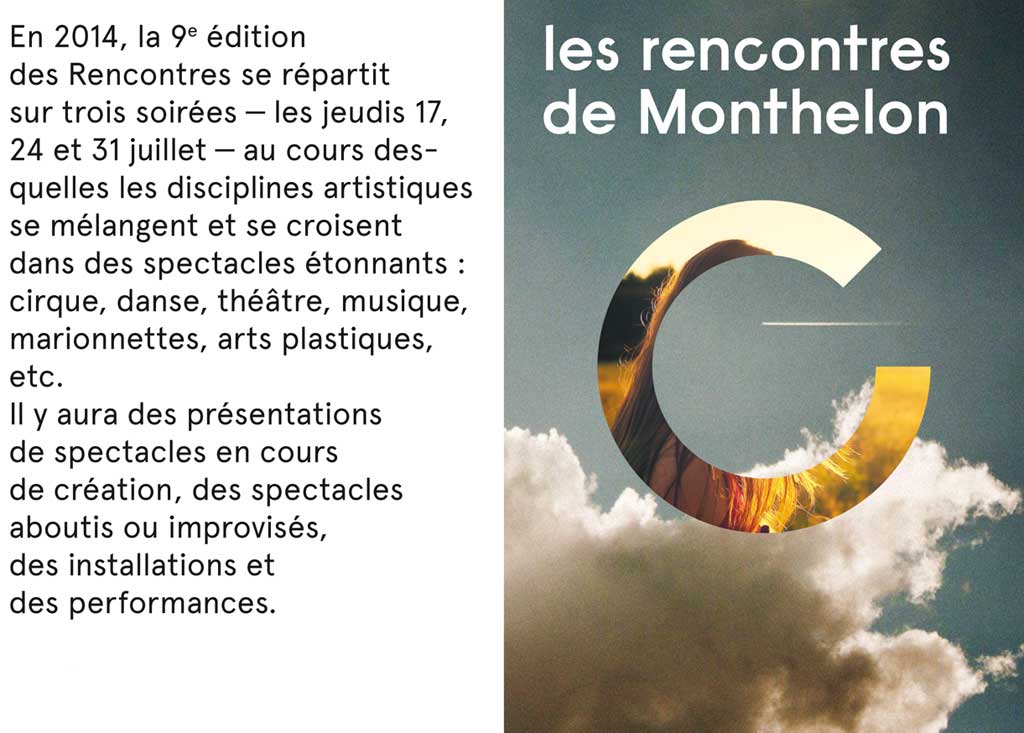 En 2014, la 9ᵉ édition
des Rencontres se répartit
sur trois soirées — les jeudis 17,
24 et 31 juillet — au cours des-
quelles les disciplines artistiques
se mélangent et se croisent
dans des spectacles étonnants :
cirque, danse, théâtre, musique,
marionnettes, arts plastiques,
etc.
Il y aura des présentations
de spectacles en cours
de création, des spectacles
aboutis ou improvisés,
des installations et
des performances.
les rencontres
de Monthelon